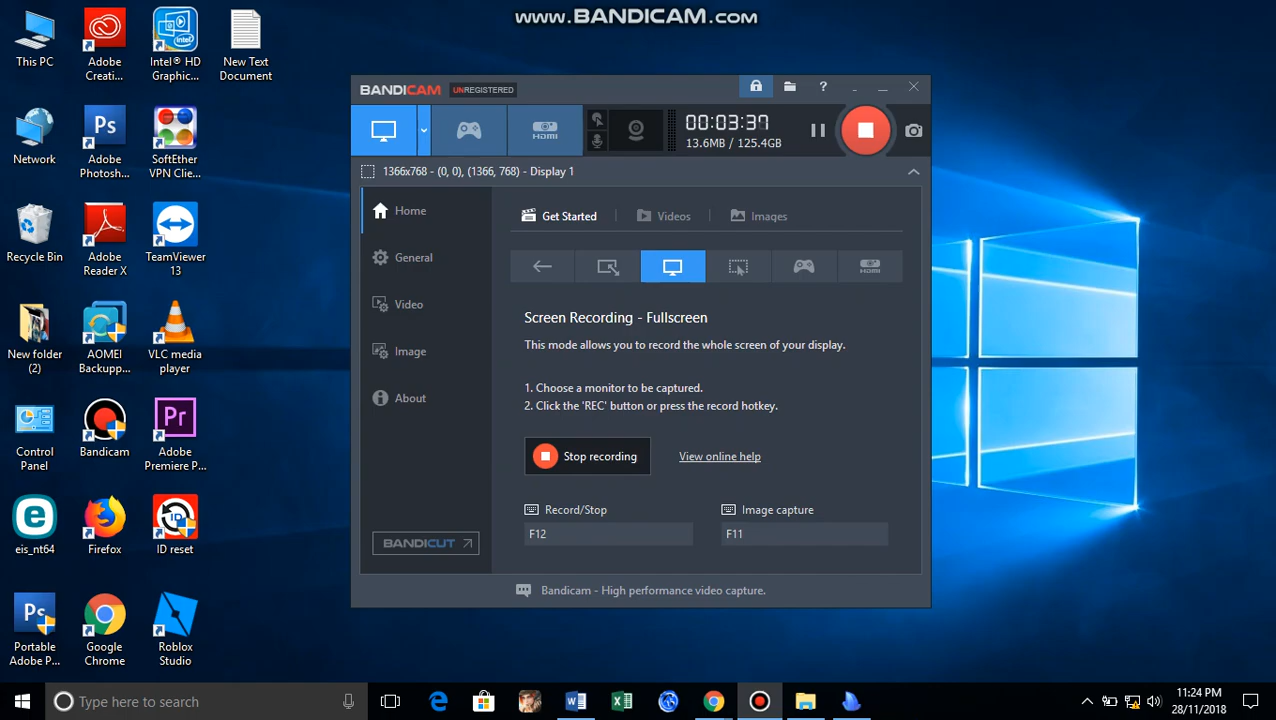 www.BANDICAM.com
This PC
Adobe
Creati...
Intel® HD
Graphic...
New Text
Document
Network
Adobe
Photosh...
SoftEther
VPN Clie...
Recycle Bin
Adobe
Reader X
TeamViewer
13
New folder
(2)
AOMEI
Backupp...
VLC media
player
Control
Panel
Bandicam
Adobe
Premiere P...
eis_nt64
Firefox
ID reset
Portable
Adobe P...
Google
Chrome
Roblox
Studio
BANDICAM UNREGISTERED
HDMI
00:03:37
13.6MB / 125.4GB
1366x768 - (0, 0), (1366, 768) - Display 1
Home
General
Video
Image
About
BANDICUT
Get Started
Videos
Images
HDMI
Screen Recording - Fullscreen
This mode allows you to record the whole screen of your display.
1. Choose a monitor to be captured.
2. Click the 'REC' button or press the record hotkey.
Stop recording
View online help
Record/Stop
F12
Image capture
F11
Bandicam - High performance video capture.
Type here to search
11:24 PM
28/11/2018